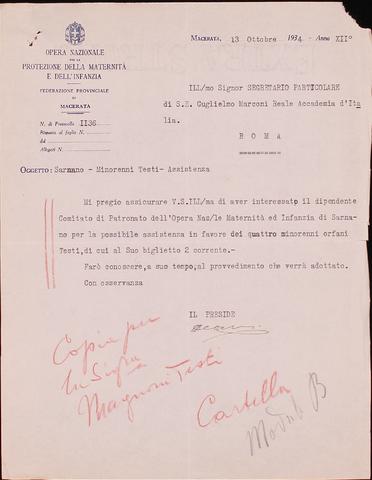 OPERA NAZIONALE
PER LA
PROTEZIONE DELLA MATERNITÀ
E DELL'INFANZIA
FEDERAZIONE PROVINCIALE
DI
MACERATA
N. di Protocollo 1136
Risposta al foglio N.
del
Allegati N.
MACERATA, 13 Ottobre 1934 - Anno XII°
ILL/mo Signor SEGRETARIO PARTICOLARE
di S.E. Guglielmo Marconi Reale Accademia d'Ita
lia.
R O M A
OGGETTO: Sarnano - Minorenni Testi- Assistenza
Mi pregio assicurare V.S.Ill/ma di aver interessato il dipendente
Comitato di Patronato dell'Opera Naz/le Maternità ed Infanzia di Sarna-
no per la possibile assistenza in favore dei quattro minorenni orfani
Testi, di cui al Suo biglietto 2 corrente.-
Farò conoscere,a suo tempo,al provvedimento che verrà adottato.
Con osservanza
IL PRESIDE
Copia per
la Sigra
Magnoni Testi
Cartella
B